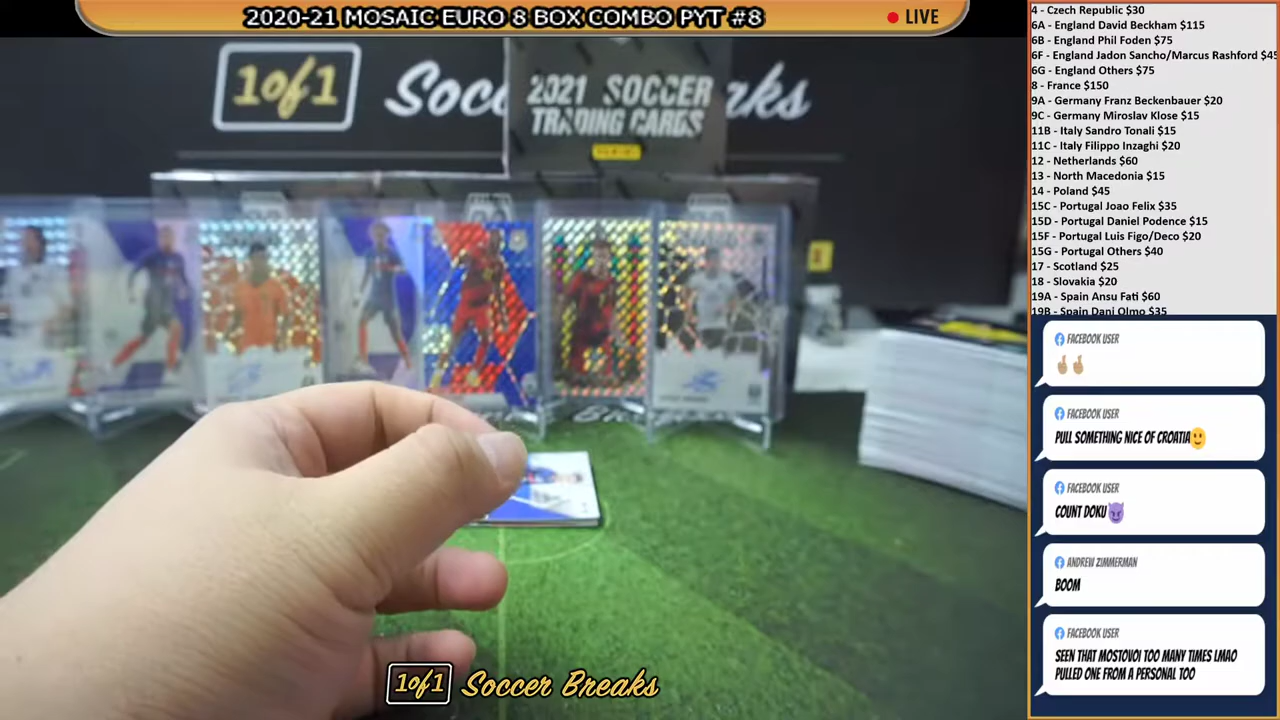 2020-21 MOSAIC EURO 8 BOX COMBO PYT #8
LIVE
1of1
2021 SOCCER
TRADING CARDS
PANINI
4 - Czech Republic $30
6A - England David Beckham $115
6B - England Phil Foden $75
6F - England Jadon Sancho/Marcus Rashford $45
6G - England Others $75
8 - France $150
9A - Germany Franz Beckenbauer $20
9C - Germany Miroslav Klose $15
11B - Italy Sandro Tonali $15
11C - Italy Filippo Inzaghi $20
12 - Netherlands $60
13 - North Macedonia $15
14 - Poland $45
15C - Portugal Joao Felix $35
15D - Portugal Daniel Podence $15
15F - Portugal Luis Figo/Deco $20
15G - Portugal Others $40
17 - Scotland $25
18 - Slovakia $20
19A - Spain Ansu Fati $60
19B - Spain Dani Olmo $35
FACEBOOK USER
🤞🏽🤞🏽
FACEBOOK USER
PULL SOMETHING NICE OF CROATIA🙂
FACEBOOK USER
COUNT DOKU😈
ANDREW ZIMMERMAN
BOOM
FACEBOOK USER
SEEN THAT MOSTOVOI TOO MANY TIMES LMAO
PULLED ONE FROM A PERSONAL TOO
1of1 Soccer Breaks